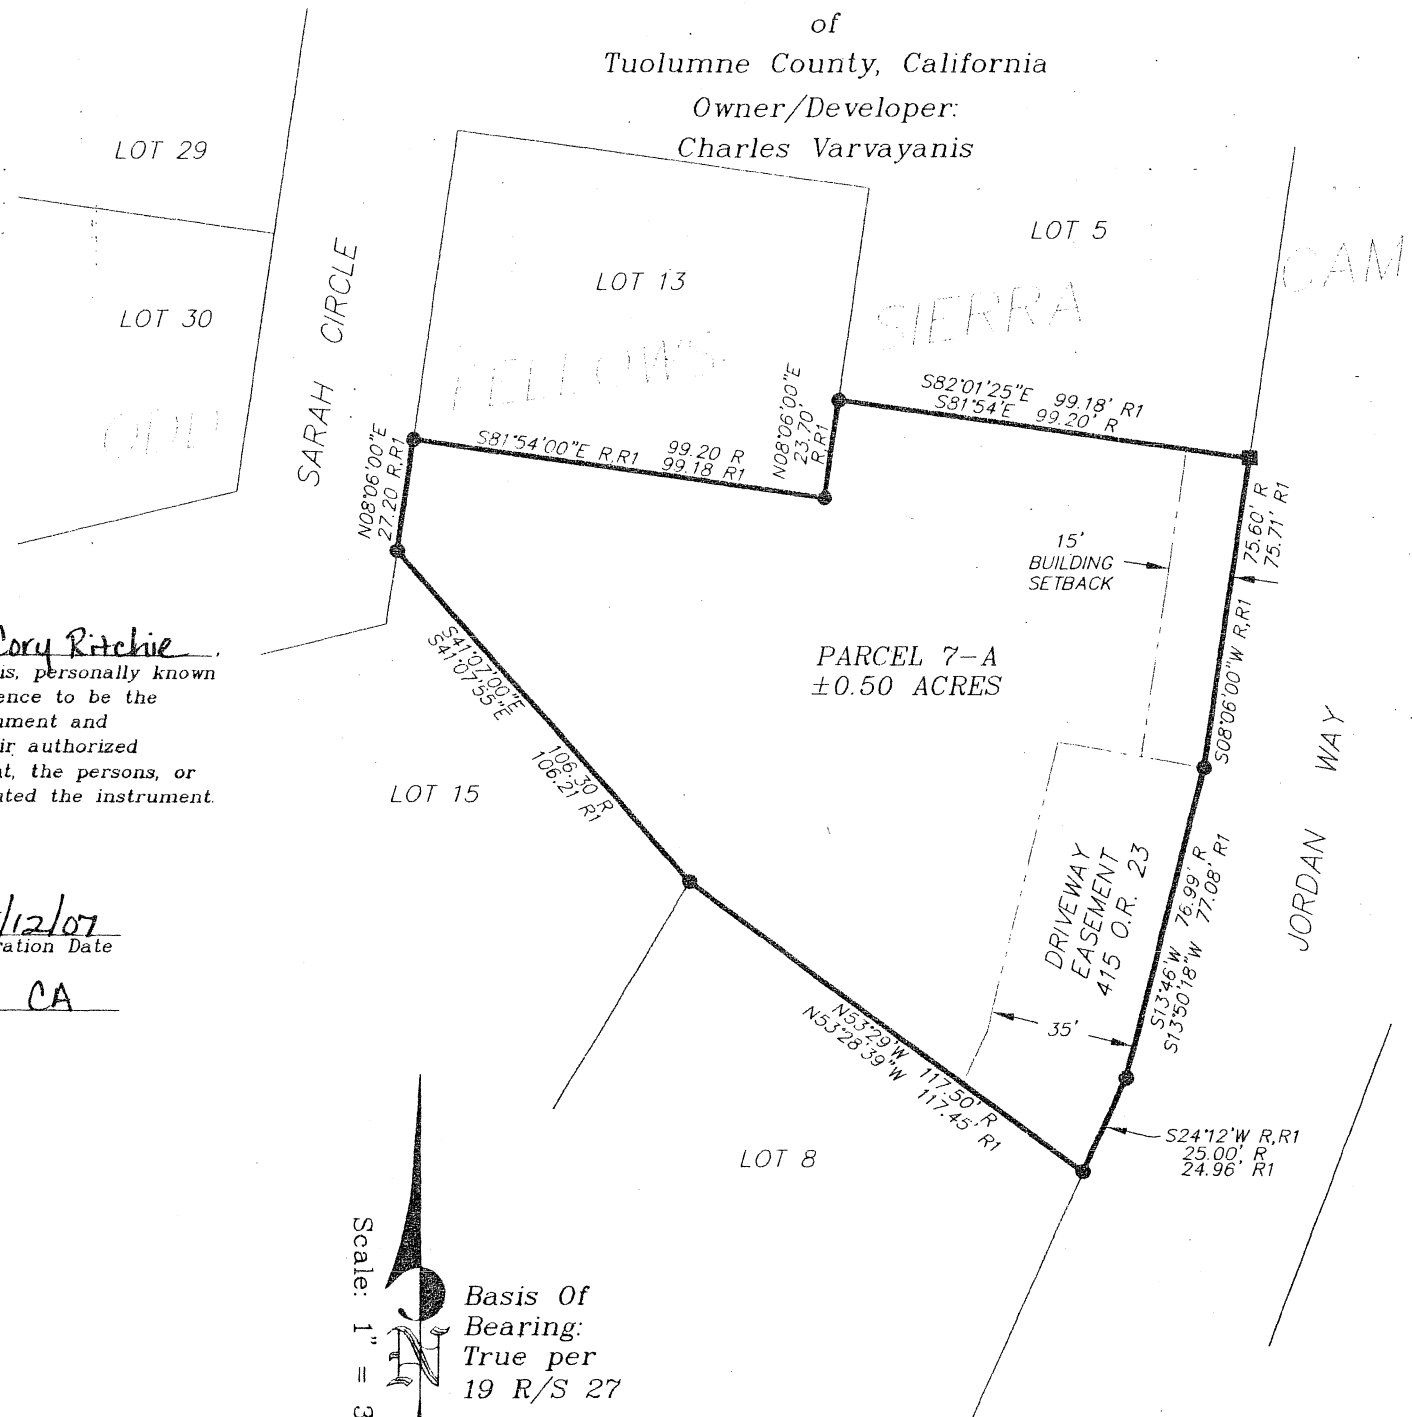 of
Tuolumne County, California
Owner/Developer:
Charles Varvayanis
LOT 29
LOT 30
SARAH CIRCLE
LOT 13
LOT 5
ODD
FELLOWS
SIERRA
CAM
S82°01'25"E 99.18' R1
S81°54'E 99.20' R
N08°06'00"E
23.70'
R,R1
S81°54'00"E R,R1 99.20 R
99.18 R1
N08°06'00"E
27.20 R,R1
75.60' R
75.71' R1
S08°06'00"W R,R1
15'
BUILDING
SETBACK
PARCEL 7-A
±0.50 ACRES
S41°07'00"E 106.30 R
S41°07'55"E 106.21 R1
Cory Ritchie.
is, personally known
ence to be the
ument and
ir authorized
nt, the persons, or
uted the instrument.
/12/07
ration Date
CA
LOT 15
DRIVEWAY
EASEMENT
415 O.R. 23
35'
S13°46'W 76.99' R
S13°50'18"W 77.08' R1
JORDAN WAY
N53°29'W 117.50' R
N53°28'39"W 117.45' R1
S24°12'W R,R1
25.00' R
24.96' R1
LOT 8
Scale: 1" = 3
N
Basis Of
Bearing:
True per
19 R/S 27